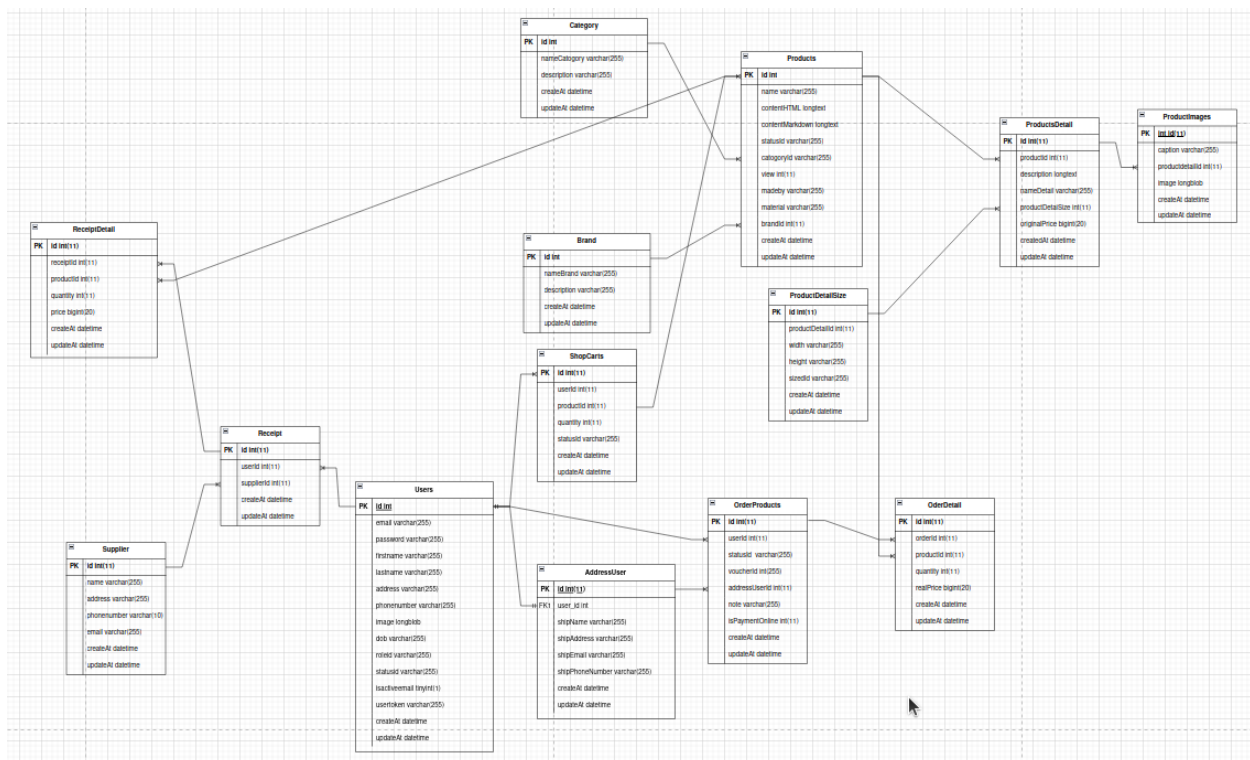 Category
PK id int
nameCatogory varchar(255)
description varchar(255)
createAt datetime
updateAt datetime
Products
PK id int
name varchar(255)
contentHTML longtext
contentMarkdown longtext
statusId varchar(255)
catogoryId varchar(255)
view int(11)
madeby varchar(255)
material varchar(255)
brandId int(11)
createAt datetime
updateAt datetime
ProductsDetail
PK id int(11)
productId int(11)
description longtext
nameDetail varchar(255)
productDetailSize int(11)
originalPrice bigint(20)
createdAt datetime
updateAt datetime
ProductImages
PK int id(11)
caption varchar(255)
productdetailId int(11)
image longblob
createAt datetime
updateAt datetime
ReceiptDetail
PK id int(11)
receiptId int(11)
productId int(11)
quantity int(11)
price bigint(20)
createAt datetime
updateAt datetime
Brand
PK id int
nameBrand varchar(255)
description varchar(255)
createAt datetime
updateAt datetime
ProductDetailSize
PK id int(11)
productDetailId int(11)
width varchar(255)
height varchar(255)
sizedId varchar(255)
createAt datetime
updateAt datetime
ShopCarts
PK id int(11)
userId int(11)
productId int(11)
quantity int(11)
statusId varchar(255)
createAt datetime
updateAt datetime
Receipt
PK id int(11)
userId int(11)
supplierId int(11)
createAt datetime
updateAt datetime
Users
PK id int
email varchar(255)
password varchar(255)
firstname varchar(255)
lastname varchar(255)
address varchar(255)
phonenumber varchar(255)
image longblob
dob varchar(255)
roleid varchar(255)
statusid varchar(255)
isactiveemail tinyint(1)
usertoken varchar(255)
createAt datetime
updateAt datetime
Supplier
PK id int(11)
name varchar(255)
address varchar(255)
phonenumber varchar(10)
email varchar(255)
createAt datetime
updateAt datetime
AddressUser
PK id int(11)
FK1 user_id int
shipName varchar(255)
shipAddress varchar(255)
shipEmail varchar(255)
shipPhoneNumber varchar(255)
createAt datetime
updateAt datetime
OrderProducts
PK id int(11)
userId int(11)
statusId varchar(255)
voucherId int(11)
addressUserId int(11)
note varchar(255)
isPaymentOnline int(11)
createAt datetime
updateAt datetime
OderDetail
PK id int(11)
orderId int(11)
productId int(11)
quantity int(11)
realPrice bigint(20)
createAt datetime
updateAt datetime